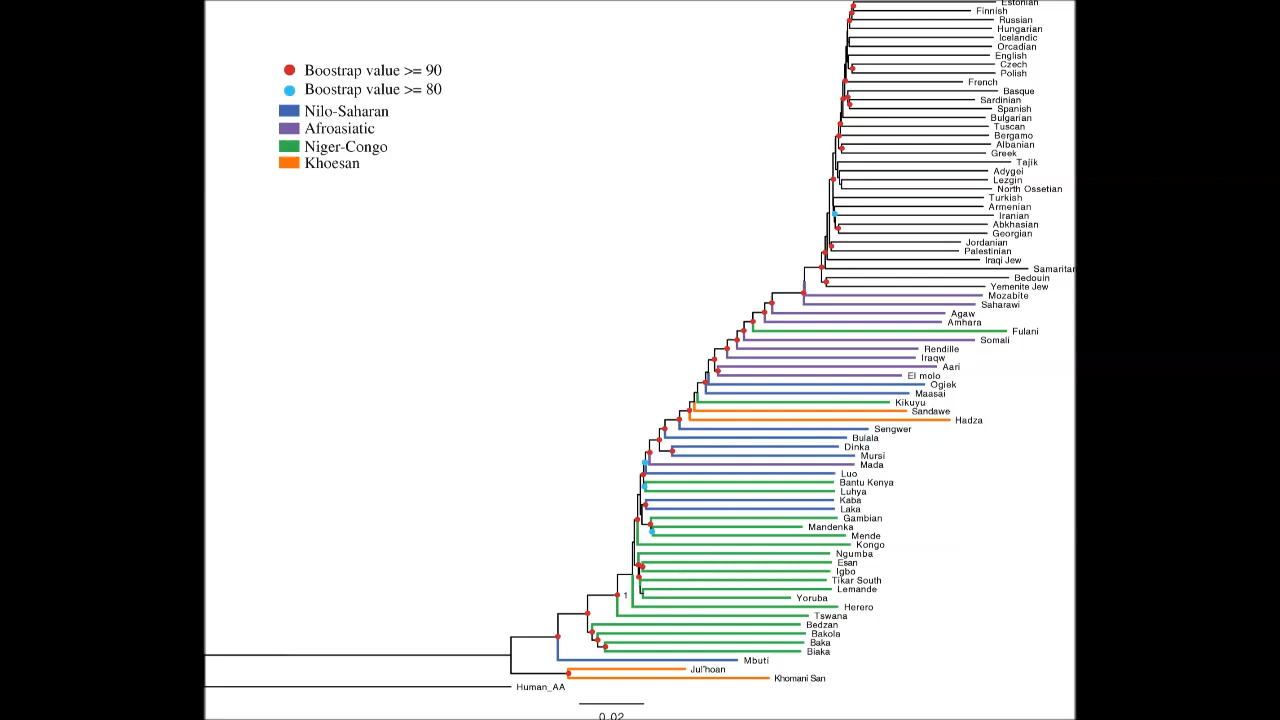 Estonian
Finnish
Russian
Hungarian
Icelandic
Orcadian
English
Czech
Polish
French
Basque
Sardinian
Spanish
Bulgarian
Tuscan
Bergamo
Albanian
Greek
Tajik
Adygei
Lezgin
North Ossetian
Turkish
Armenian
Iranian
Abkhasian
Georgian
Jordanian
Palestinian
Iraqi Jew
Samaritan
Bedouin
Yemenite Jew
Mozabite
Saharawi
Agaw
Amhara
Fulani
Somali
Rendille
Iraqw
Aari
El molo
Ogiek
Maasai
Kikuyu
Sandawe
Hadza
Sengwer
Bulala
Dinka
Mursi
Mada
Luo
Bantu Kenya
Luhya
Kaba
Laka
Gambian
Mandenka
Mende
Kongo
Ngumba
Esan
Igbo
Tikar South
Lemande
Yoruba
Herero
Tswana
Bedzan
Bakola
Baka
Biaka
Mbuti
Jul'hoan
Khomani San
Human_AA
Boostrap value >= 90
Boostrap value >= 80
Nilo-Saharan
Afroasiatic
Niger-Congo
Khoesan
1
0.02